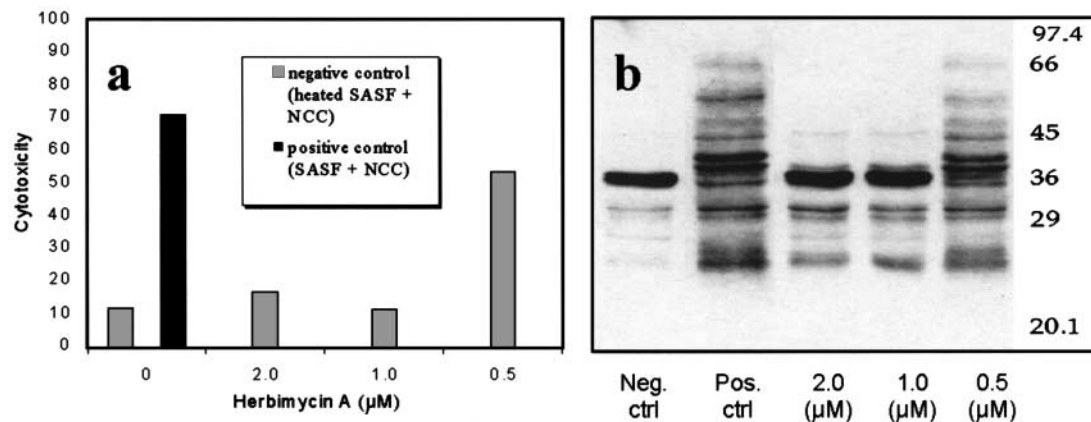 a
100
90
80
70
60
50
40
30
20
10
0
Cytotoxicity
negative control
(heated SASF +
NCC)
positive control
(SASF + NCC)
0 2.0 1.0 0.5
Herbimycin A (µM)
b
97.4
66
45
36
29
20.1
Neg. Pos. 2.0 1.0 0.5
ctrl ctrl (µM) (µM) (µM)